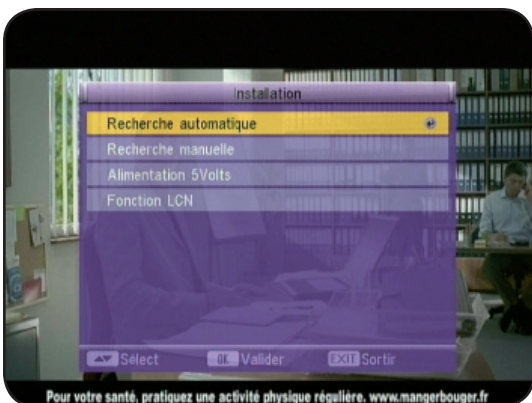 Installation
Recherche automatique
Recherche manuelle
Alimentation 5Volts
Fonction LCN
Sélect OK Valider EXIT Sortir
Pour votre santé, pratiquez une activité physique régulière. www.mangerbouger.fr